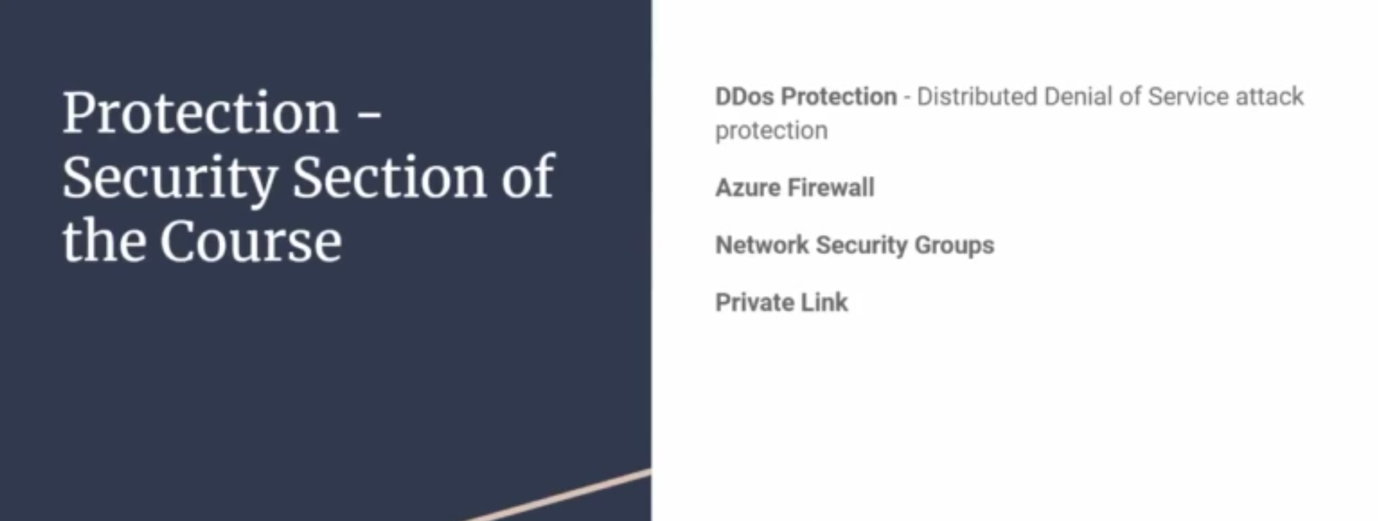 Protection -
Security Section of
the Course
DDos Protection - Distributed Denial of Service attack
protection
Azure Firewall
Network Security Groups
Private Link